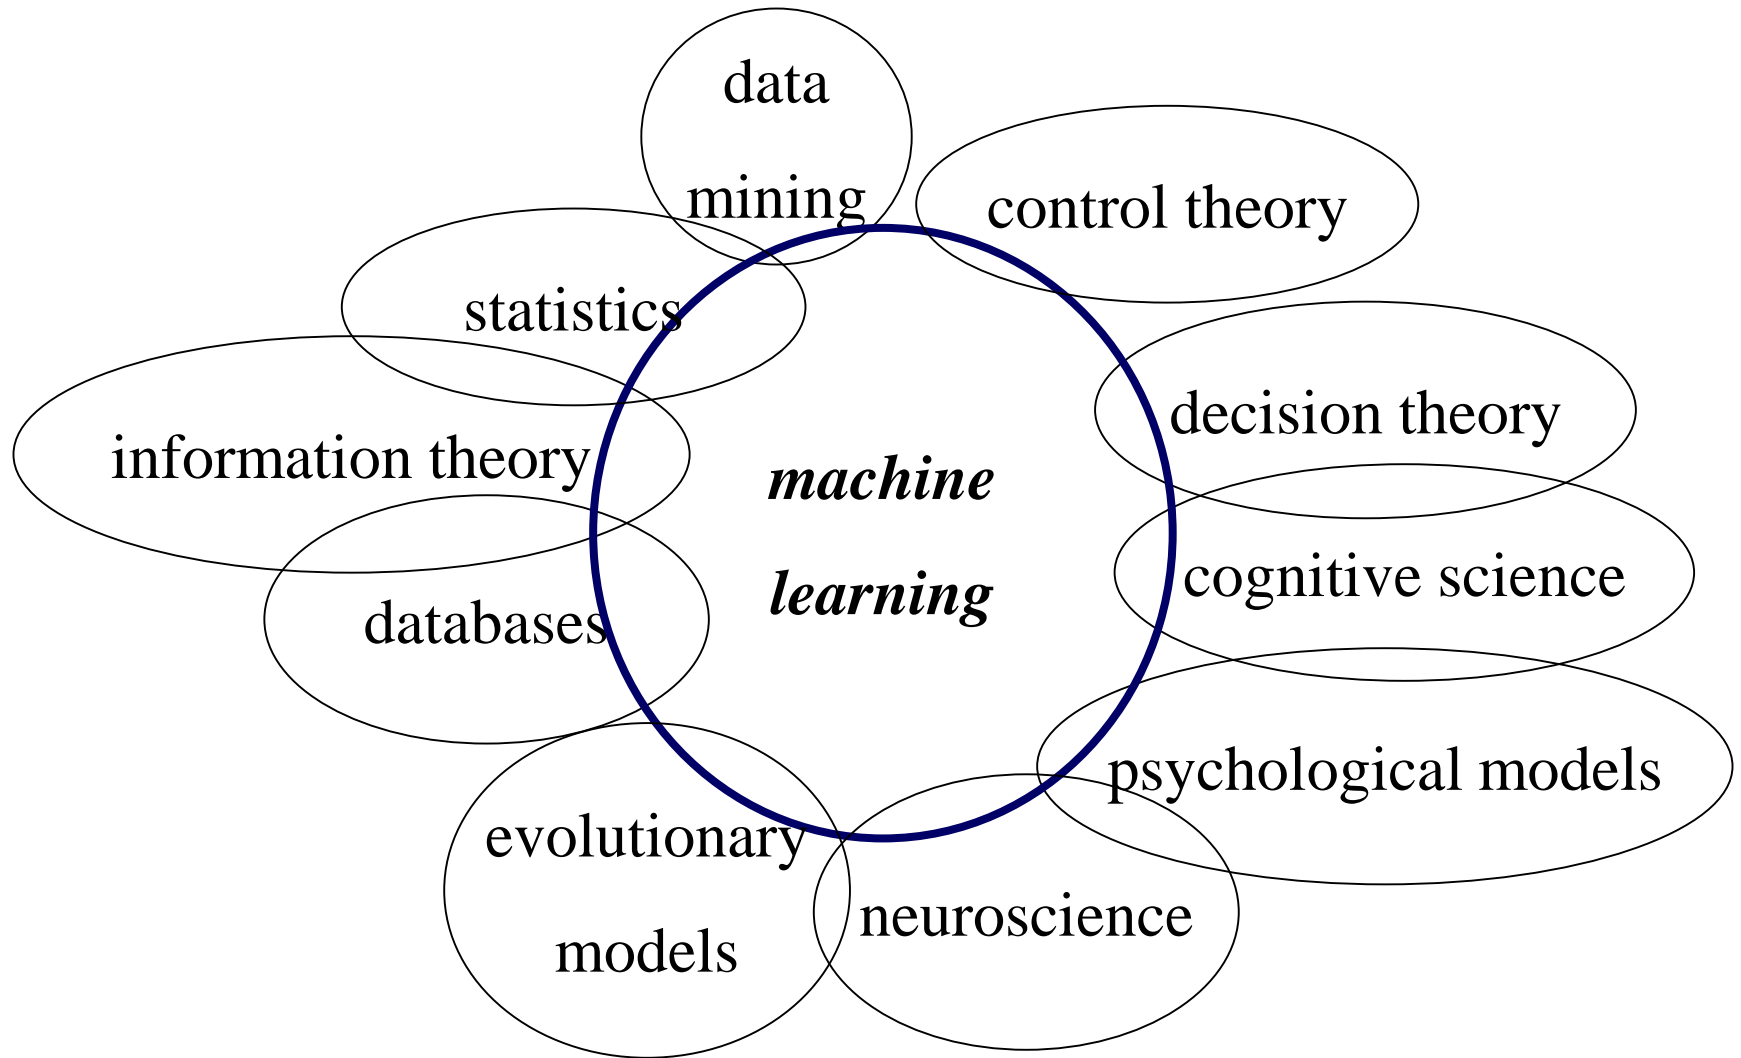 data
mining
control theory
statistics
decision theory
information theory
machine
learning
cognitive science
databases
psychological models
evolutionary
models
neuroscience